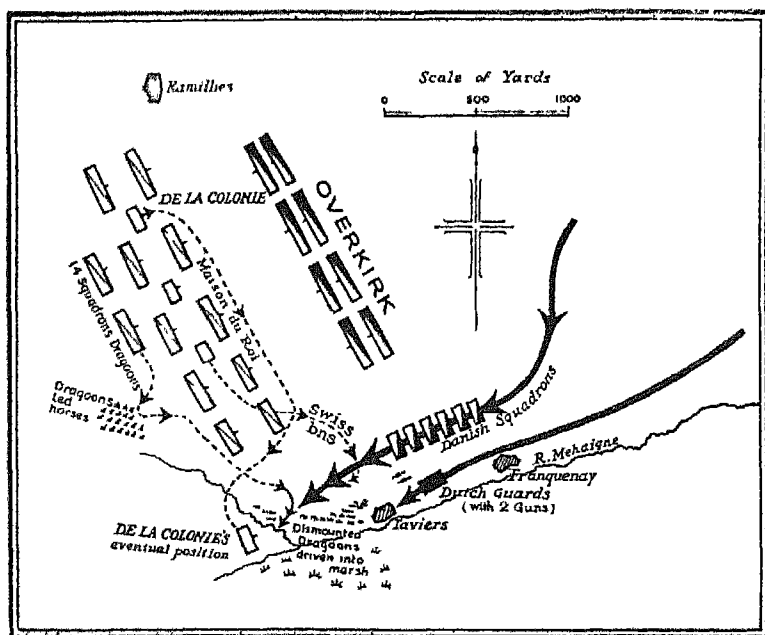 Scale of Yards
0 500 1000
Ramillies
DE LA COLONIE
OVERKIRK
14 Squadrons Dragoons
Maison du Roi
Dragoons
led horses
Swiss
bns
Danish Squadrons
R. Mehaigne
Franquenay
Dutch Guards
(with 2 Guns)
Taviers
DE LA COLONIE'S
eventual position
Dismounted
Dragoons
driven into
marsh